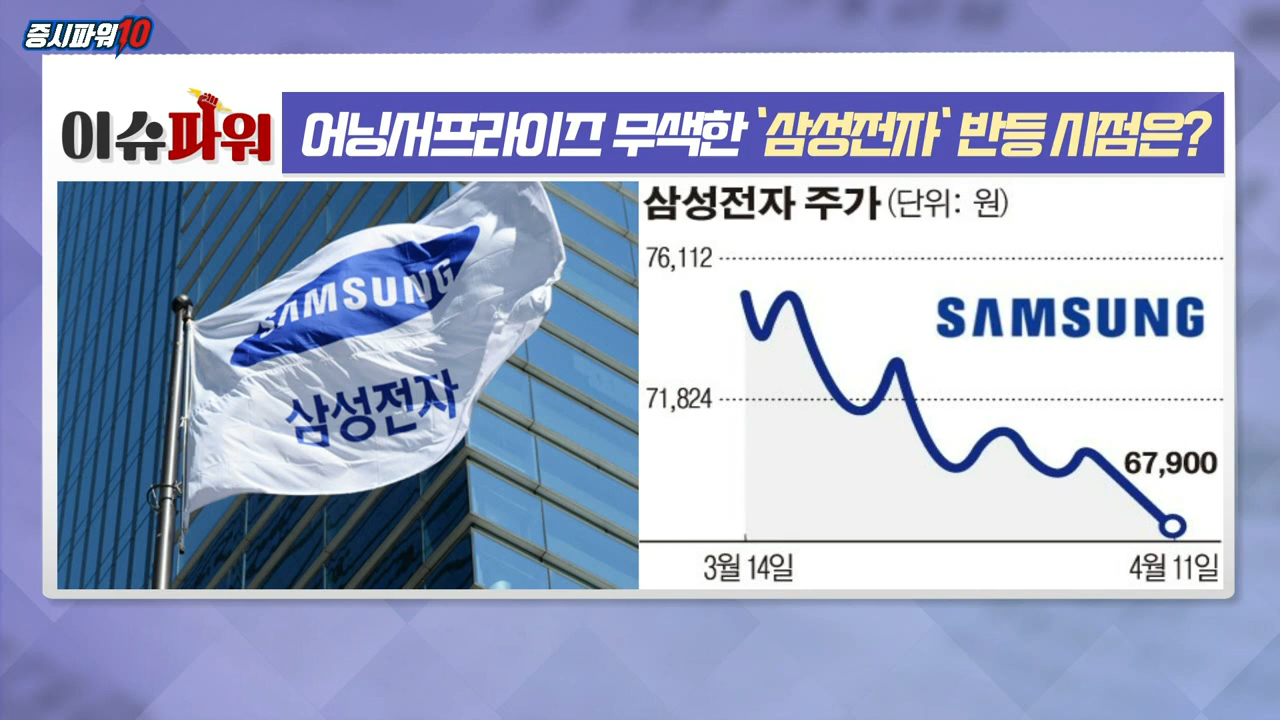 증시파워10
이슈파워
어닝서프라이즈 무색한 '삼성전자' 반등 시점은?
SAMSUNG
삼성전자
삼성전자 주가 (단위: 원)
76,112
SAMSUNG
71,824
67,900
3월 14일
4월 11일